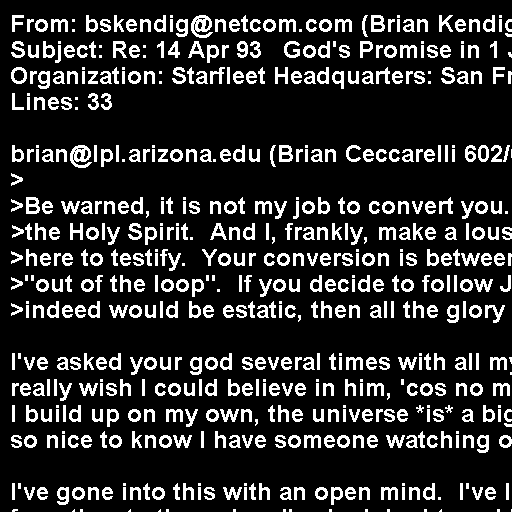 From: bskendig@netcom.com (Brian Kendig
Subject: Re: 14 Apr 93   God's Promise in 1 J
Organization: Starfleet Headquarters: San Fr
Lines: 33

brian@lpl.arizona.edu (Brian Ceccarelli 602/
>
>Be warned, it is not my job to convert you.
>the Holy Spirit.  And I, frankly, make a lous
>here to testify.  Your conversion is between
>"out of the loop".  If you decide to follow J
>indeed would be estatic, then all the glory

I've asked your god several times with all my
really wish I could believe in him, 'cos no m
I build up on my own, the universe *is* a big
so nice to know I have someone watching o

I've gone into this with an open mind.  I've l